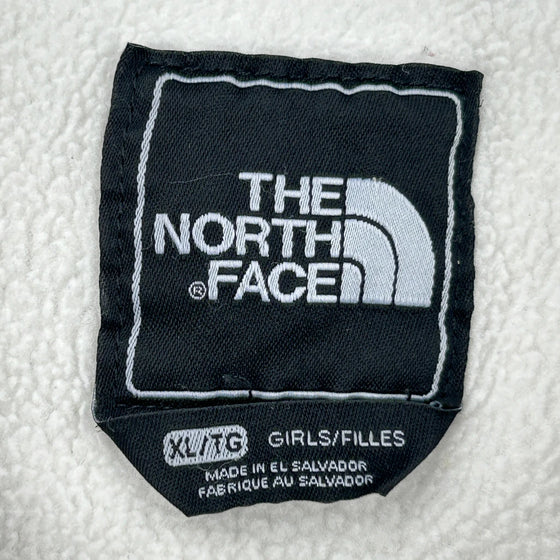 THE
NORTH
® FACE
XL/TG GIRLS/FILLES
MADE IN EL SALVADOR
FABRIQUE AU SALVADOR